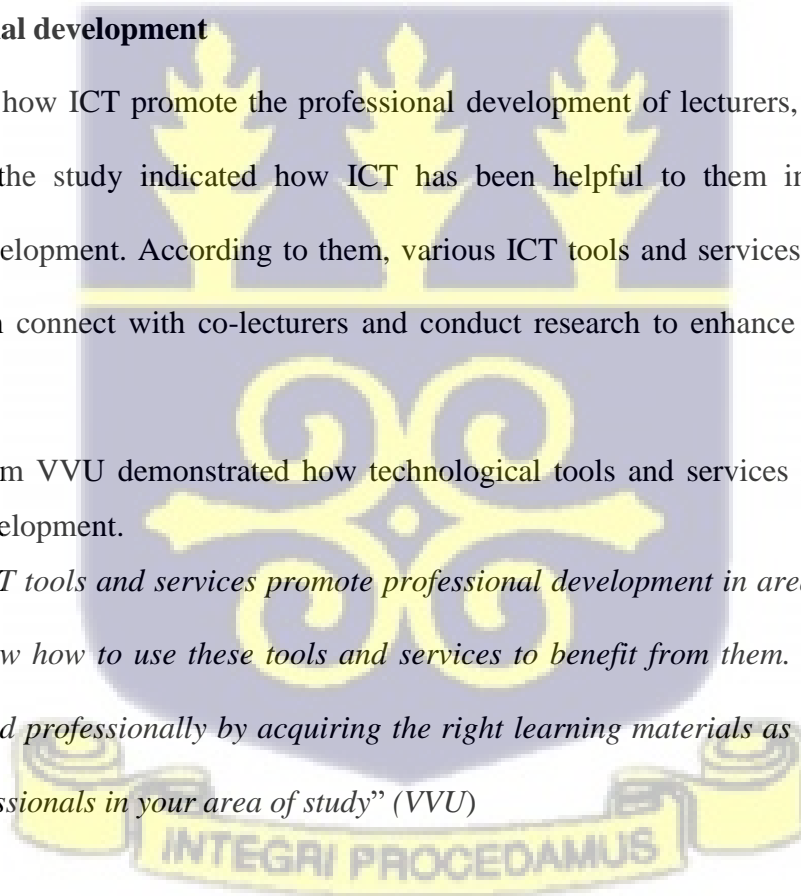 al development
how ICT promote the professional development of lecturers,
the study indicated how ICT has been helpful to them in
elopment. According to them, various ICT tools and services
connect with co-lecturers and conduct research to enhance
m VVU demonstrated how technological tools and services
elopment.
T tools and services promote professional development in area
w how to use these tools and services to benefit from them.
d professionally by acquiring the right learning materials as
ssionals in your area of study” (VVU)
INTEGRI PROCEDAMUS